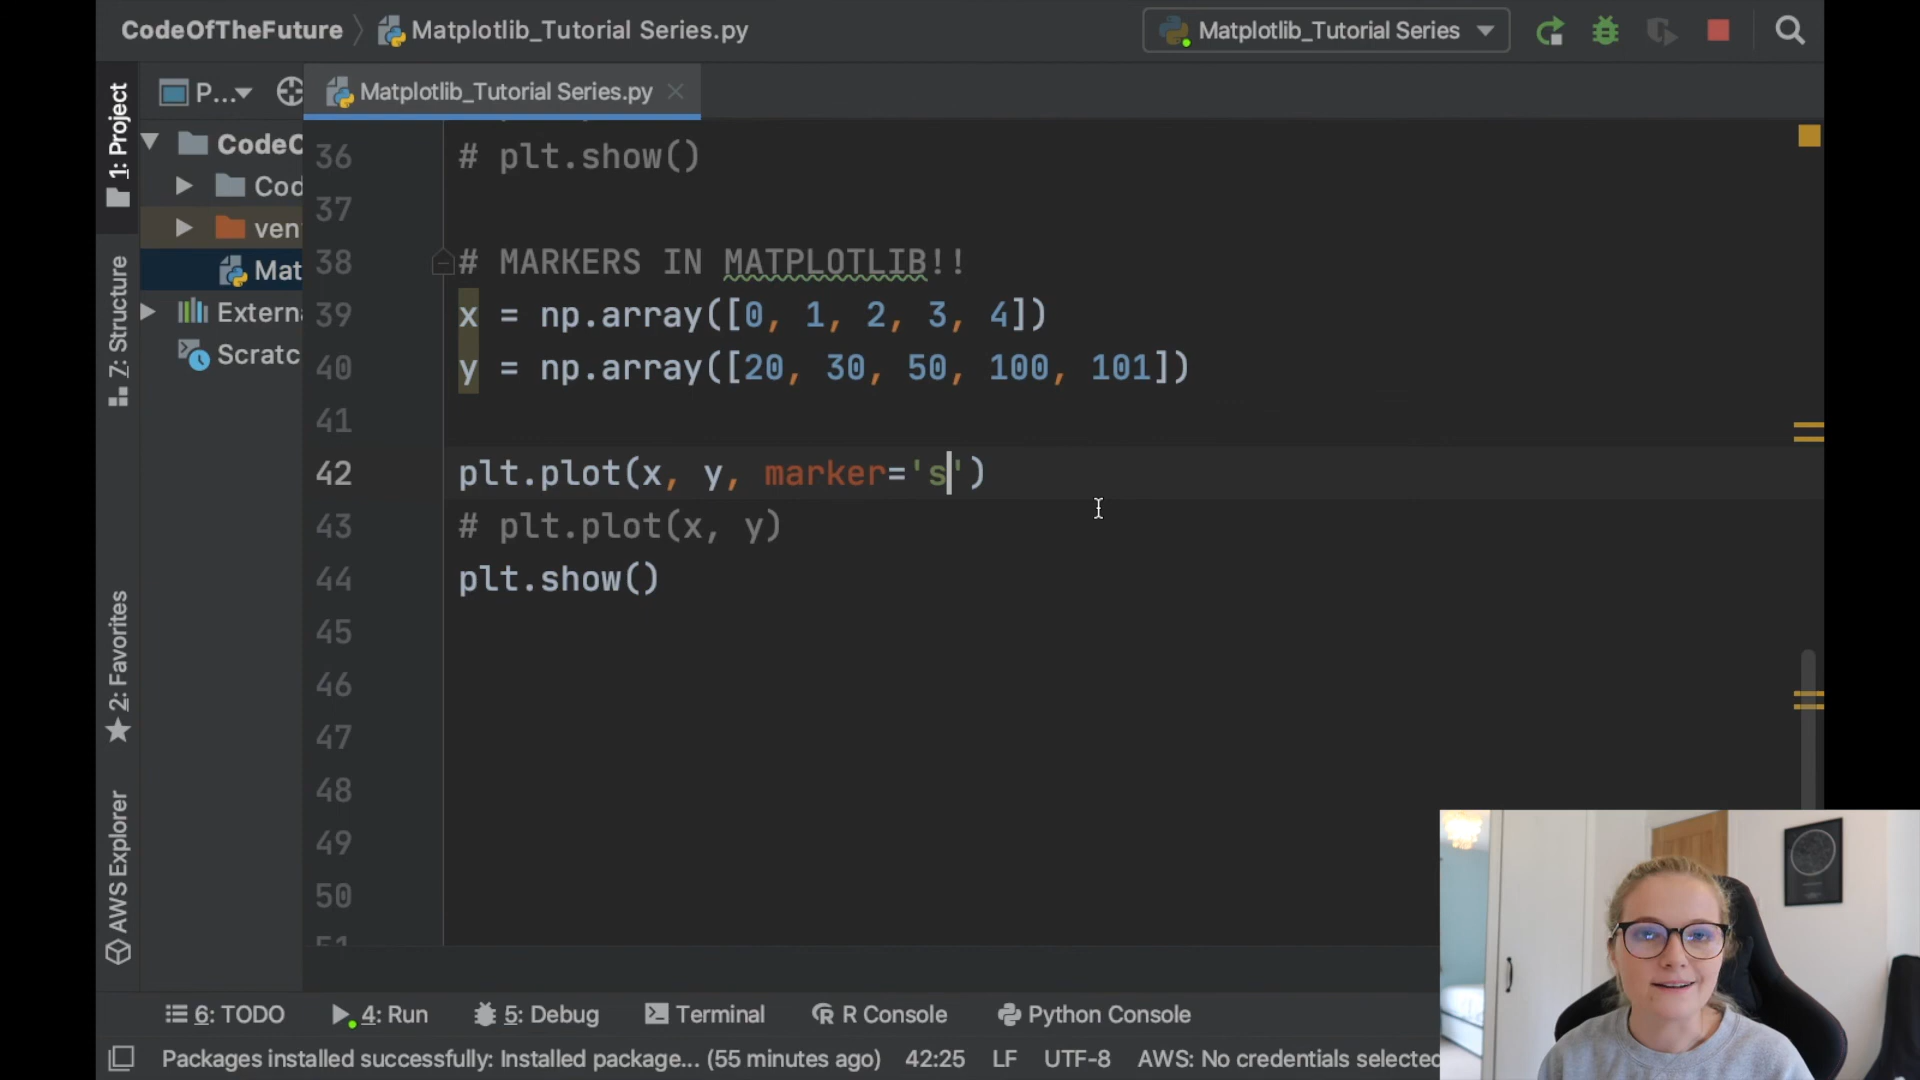 CodeOfTheFuture
Matplotlib_Tutorial Series.py
Matplotlib_Tutorial Series
1: Project
P...
Matplotlib_Tutorial Series.py
CodeC
Cod
ven
Mat
Extern
Scratc
Z: Structure
2: Favorites
AWS Explorer
36 # plt.show()
37
38 # MARKERS IN MATPLOTLIB!!
39 x = np.array([0, 1, 2, 3, 4])
40 y = np.array([20, 30, 50, 100, 101])
41
42 plt.plot(x, y, marker='s')
43 # plt.plot(x, y)
44 plt.show()
45
46
47
48
49
50
51
6: TODO
4: Run
5: Debug
Terminal
R Console
Python Console
Packages installed successfully: Installed package... (55 minutes ago)
42:25
LF
UTF-8
AWS: No credentials selected